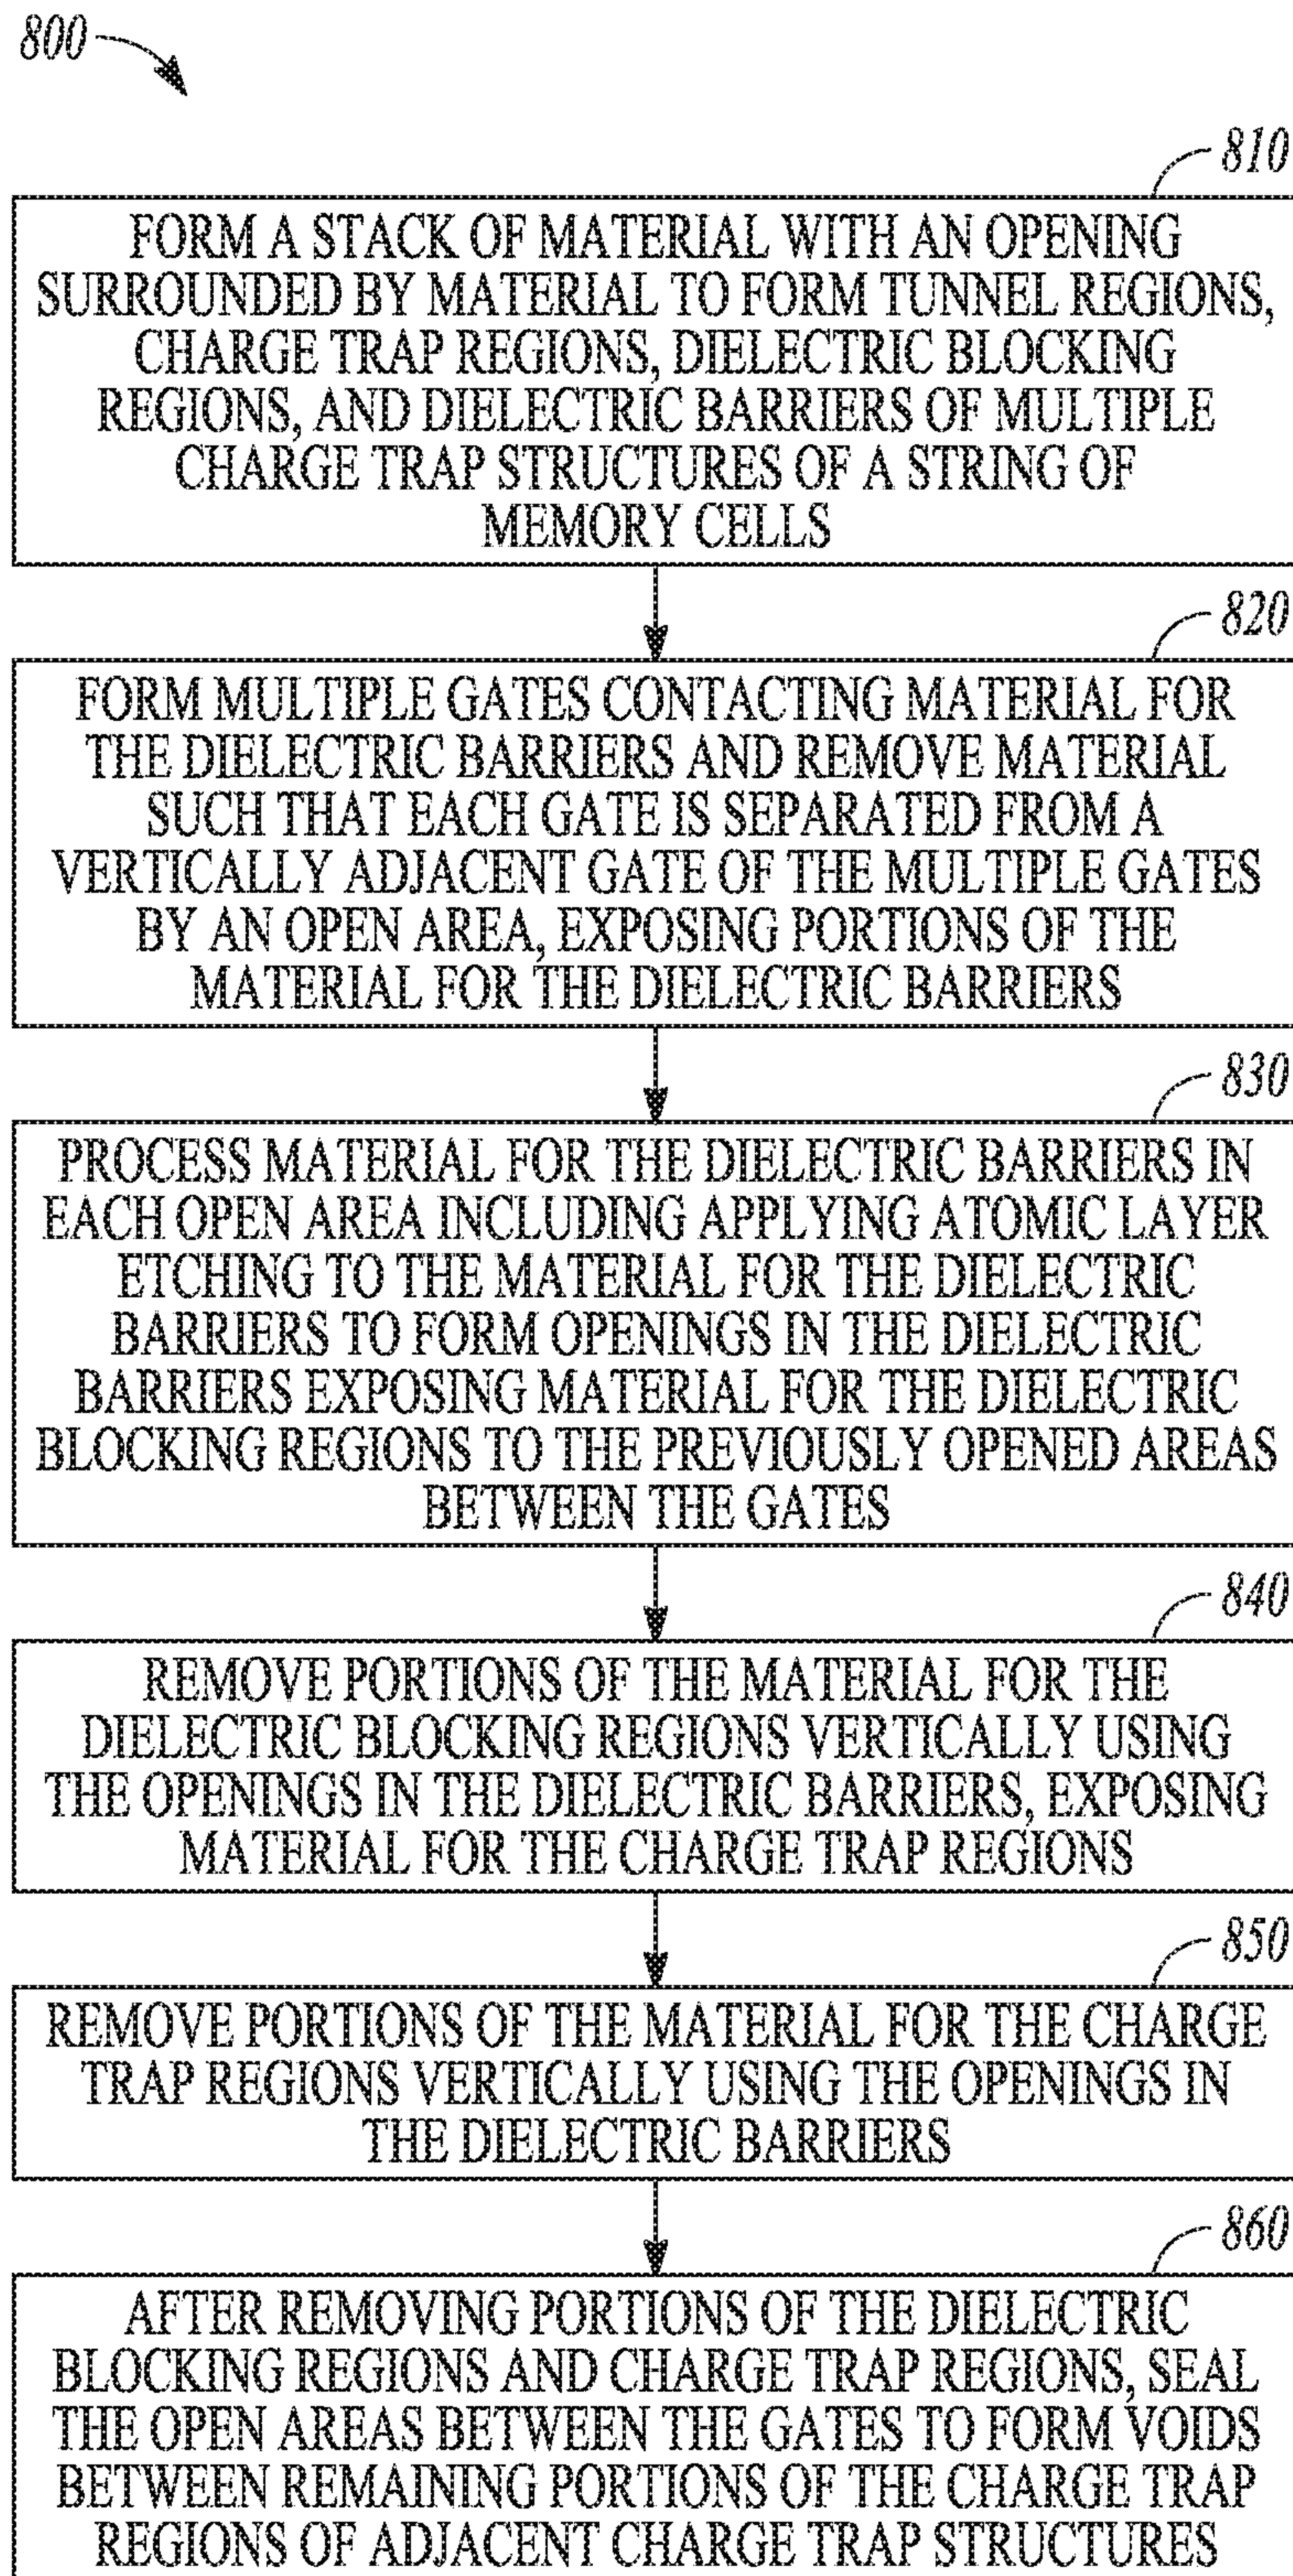 800
810
FORM A STACK OF MATERIAL WITH AN OPENING
SURROUNDED BY MATERIAL TO FORM TUNNEL REGIONS,
CHARGE TRAP REGIONS, DIELECTRIC BLOCKING
REGIONS, AND DIELECTRIC BARRIERS OF MULTIPLE
CHARGE TRAP STRUCTURES OF A STRING OF
MEMORY CELLS
820
FORM MULTIPLE GATES CONTACTING MATERIAL FOR
THE DIELECTRIC BARRIERS AND REMOVE MATERIAL
SUCH THAT EACH GATE IS SEPARATED FROM A
VERTICALLY ADJACENT GATE OF THE MULTIPLE GATES
BY AN OPEN AREA, EXPOSING PORTIONS OF THE
MATERIAL FOR THE DIELECTRIC BARRIERS
830
PROCESS MATERIAL FOR THE DIELECTRIC BARRIERS IN
EACH OPEN AREA INCLUDING APPLYING ATOMIC LAYER
ETCHING TO THE MATERIAL FOR THE DIELECTRIC
BARRIERS TO FORM OPENINGS IN THE DIELECTRIC
BARRIERS EXPOSING MATERIAL FOR THE DIELECTRIC
BLOCKING REGIONS TO THE PREVIOUSLY OPENED AREAS
BETWEEN THE GATES
840
REMOVE PORTIONS OF THE MATERIAL FOR THE
DIELECTRIC BLOCKING REGIONS VERTICALLY USING
THE OPENINGS IN THE DIELECTRIC BARRIERS, EXPOSING
MATERIAL FOR THE CHARGE TRAP REGIONS
850
REMOVE PORTIONS OF THE MATERIAL FOR THE CHARGE
TRAP REGIONS VERTICALLY USING THE OPENINGS IN
THE DIELECTRIC BARRIERS
860
AFTER REMOVING PORTIONS OF THE DIELECTRIC
BLOCKING REGIONS AND CHARGE TRAP REGIONS, SEAL
THE OPEN AREAS BETWEEN THE GATES TO FORM VOIDS
BETWEEN REMAINING PORTIONS OF THE CHARGE TRAP
REGIONS OF ADJACENT CHARGE TRAP STRUCTURES